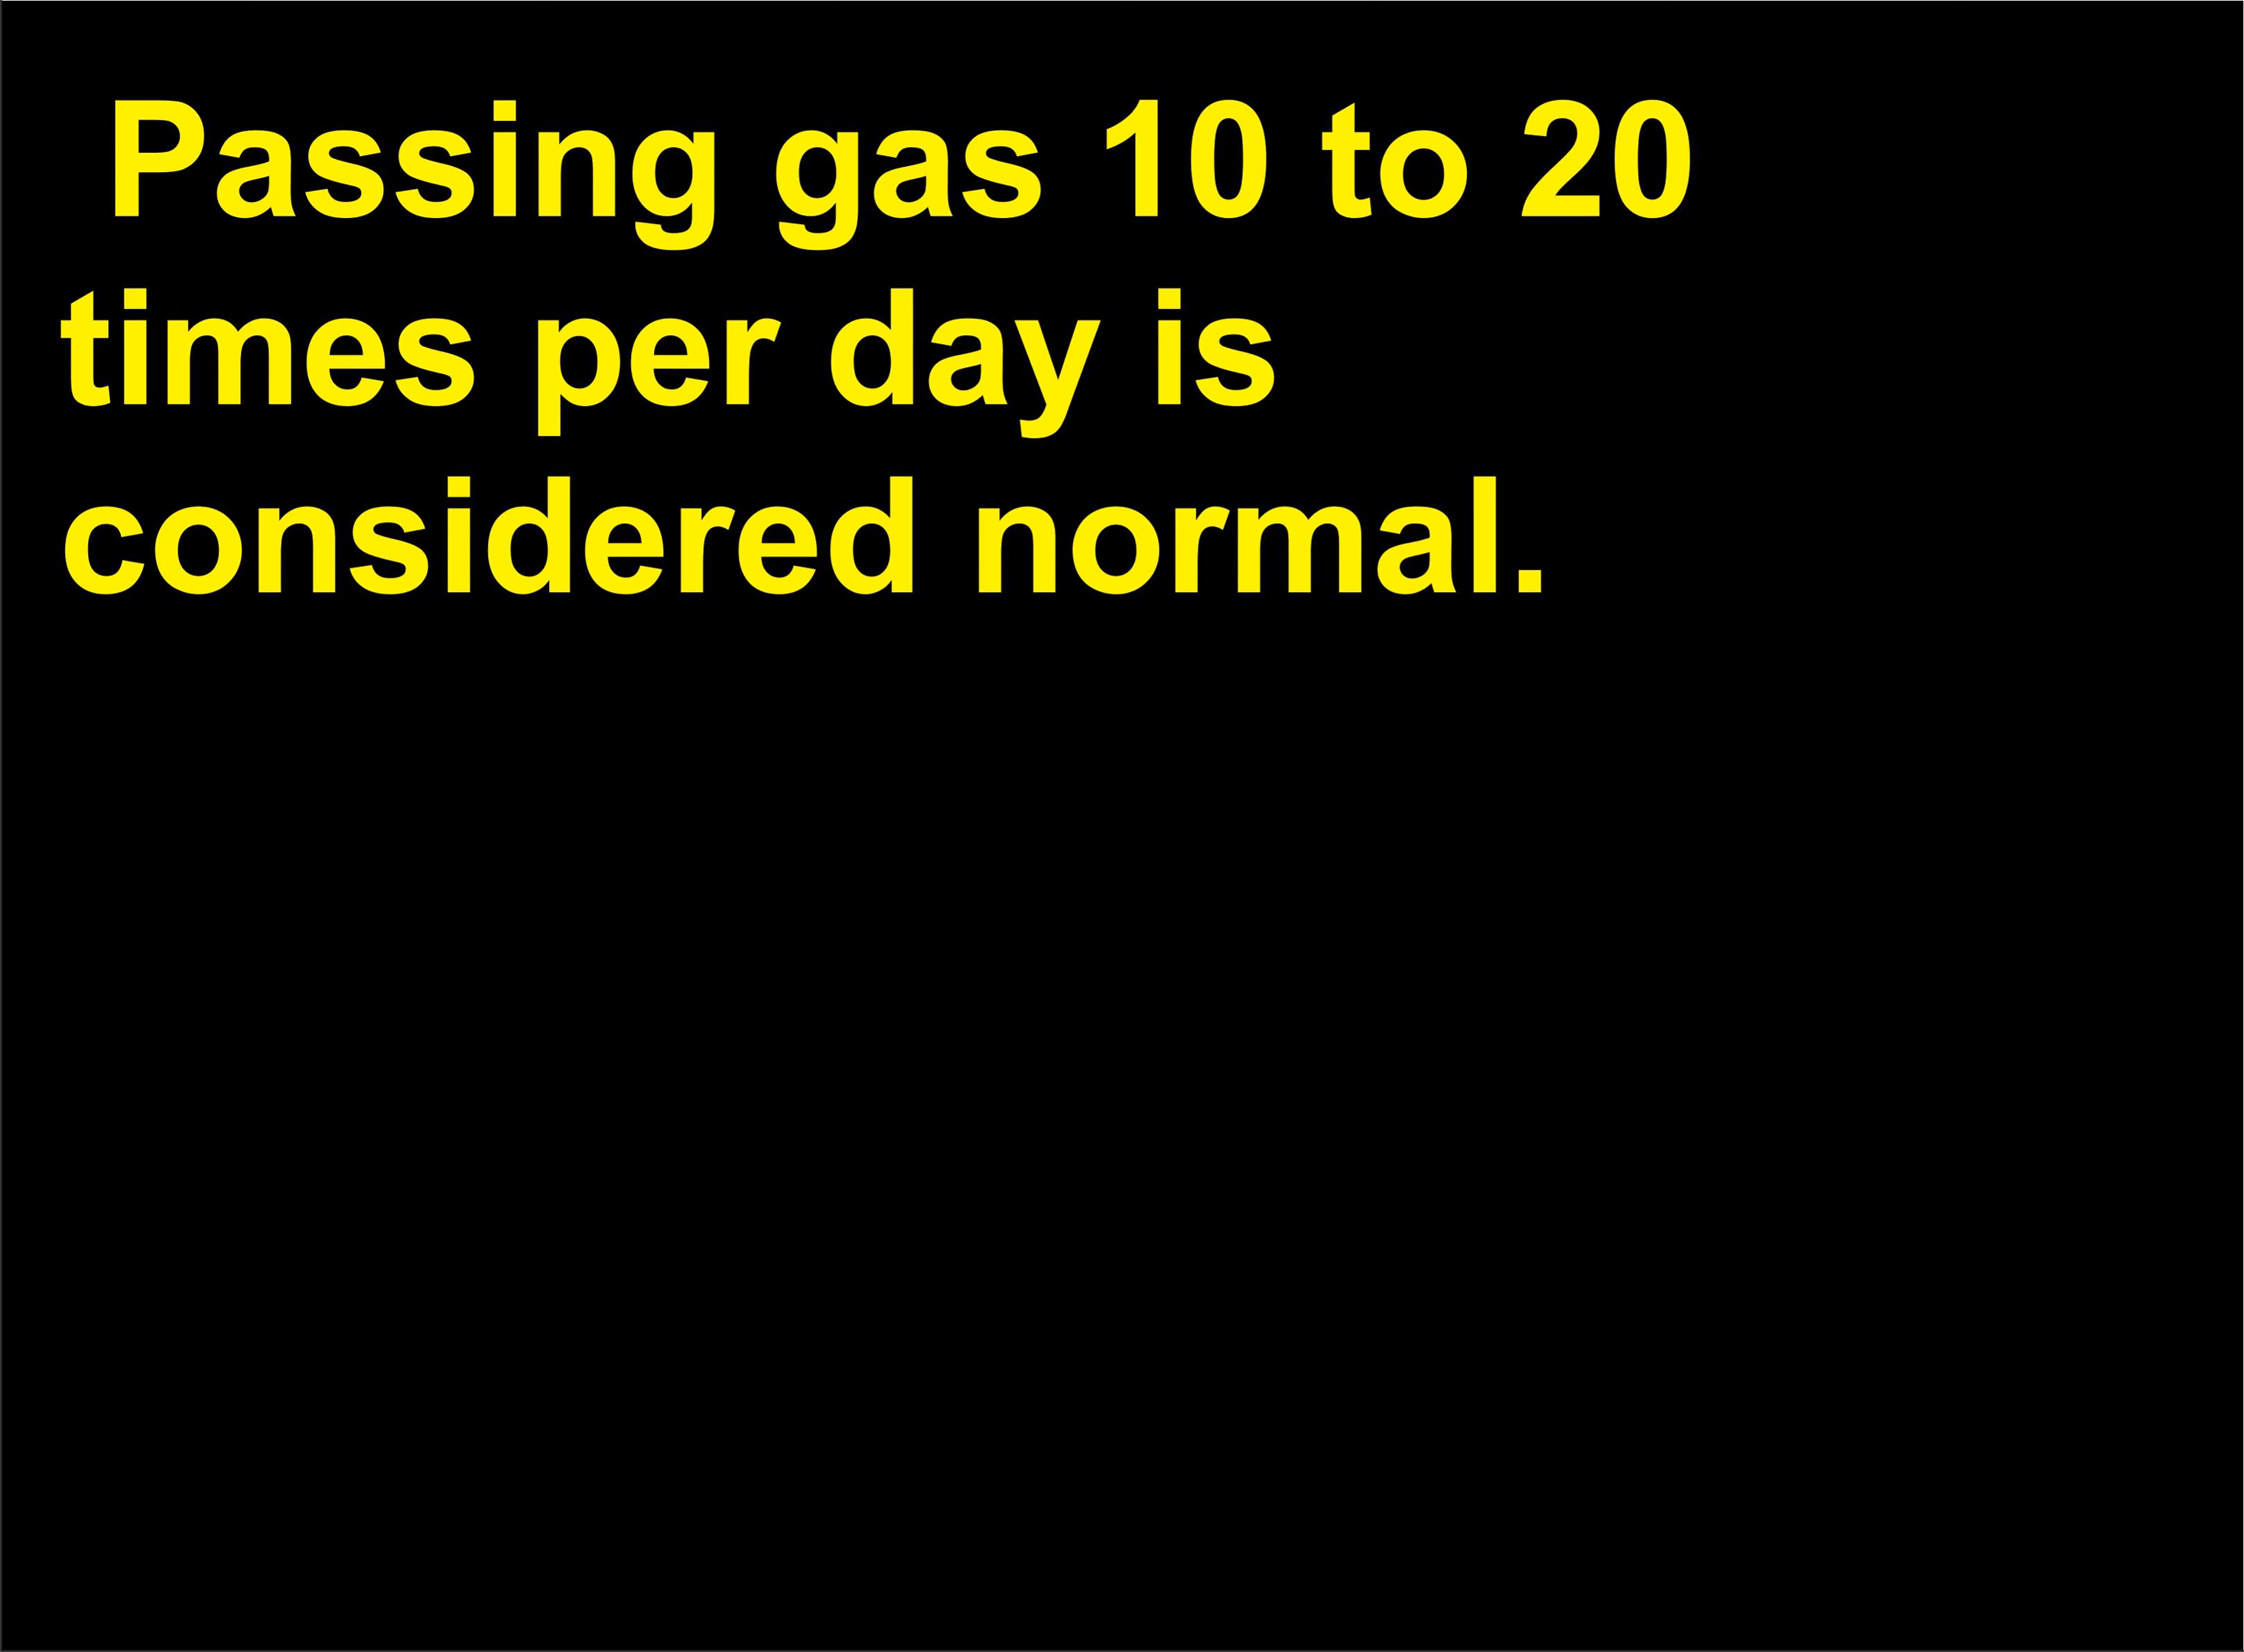 Passing gas 10 to 20
times per day is
considered normal.